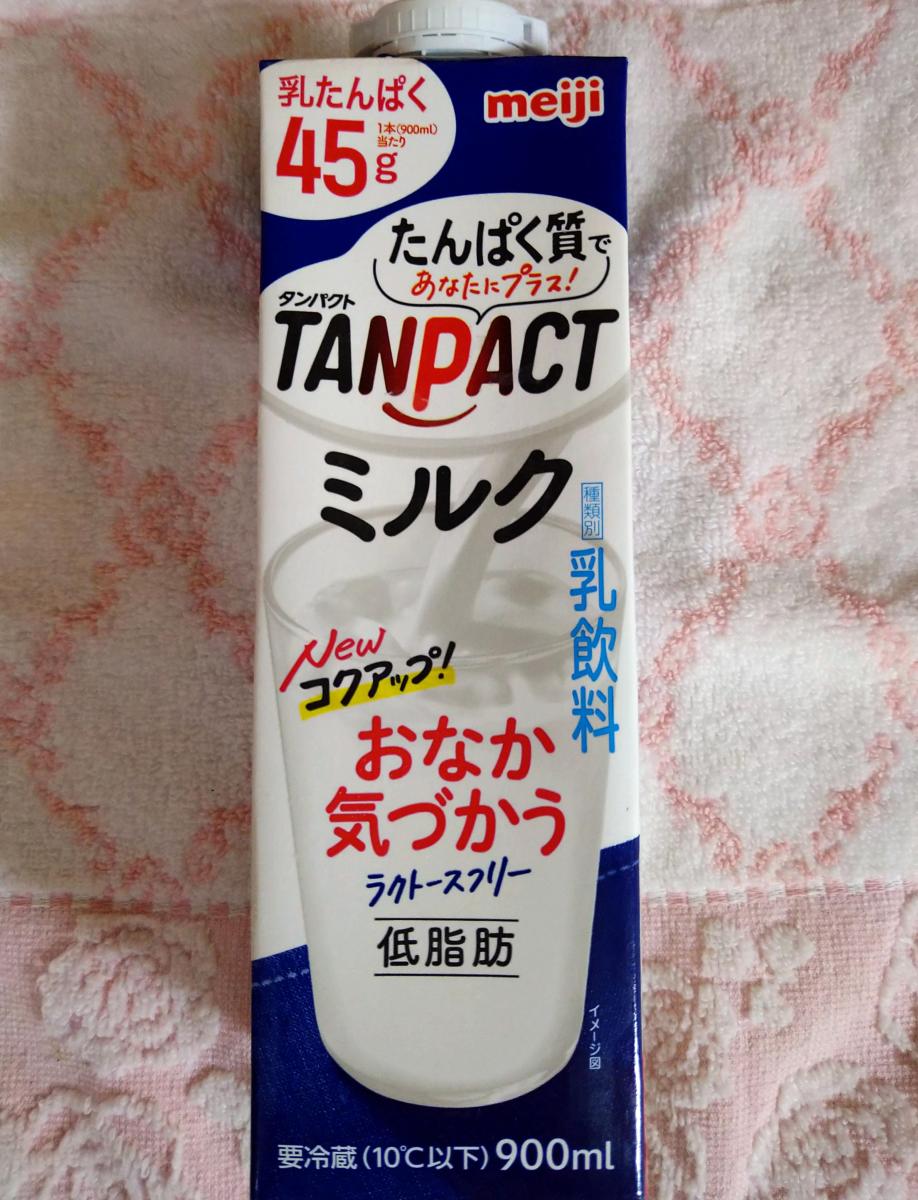 meiji
乳たんぱく
45g
1本(900ml)
当たり
たんぱく質で
あなたにプラス!
タンパクト
TANPACT
ミルク
種類別
乳飲料
New
コクアップ!
おなか
気づかう
ラクトースフリー
低脂肪
イメージ図
要冷蔵(10℃以下)900ml